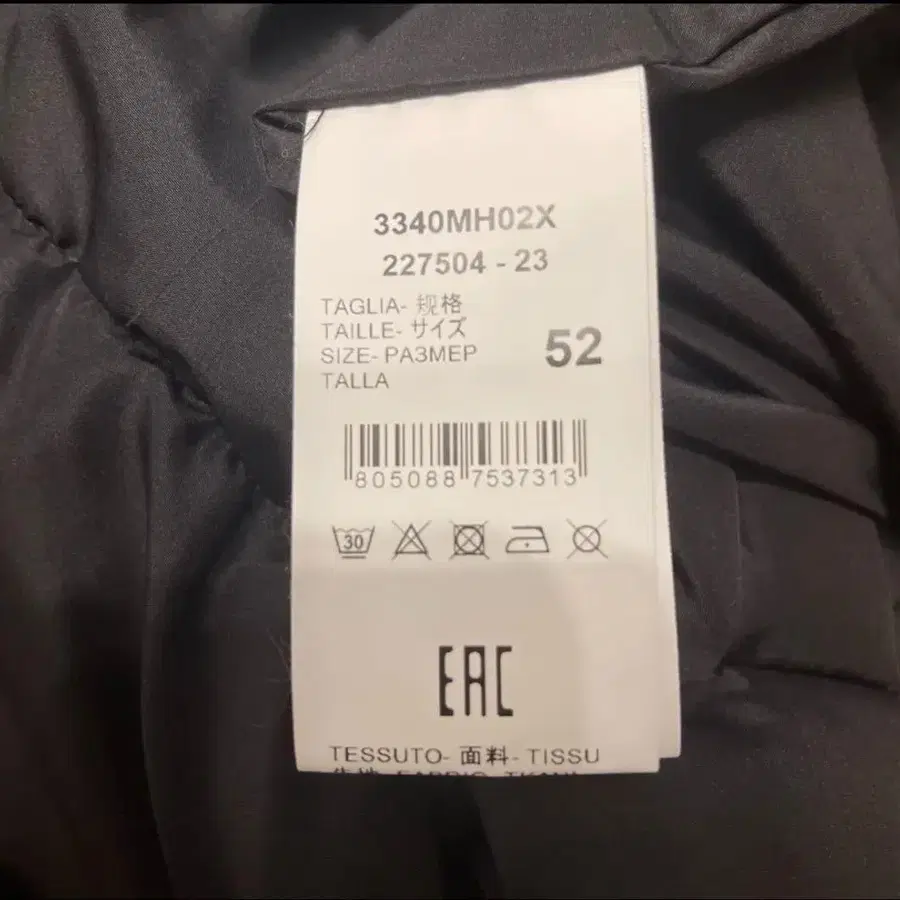 3340MH02X
227504 - 23
TAGLIA- 规格
TAILLE- サイズ
SIZE- РАЗМЕР
TALLA
52
805088 7537313
30
EAC
TESSUTO- 面料- TISSU